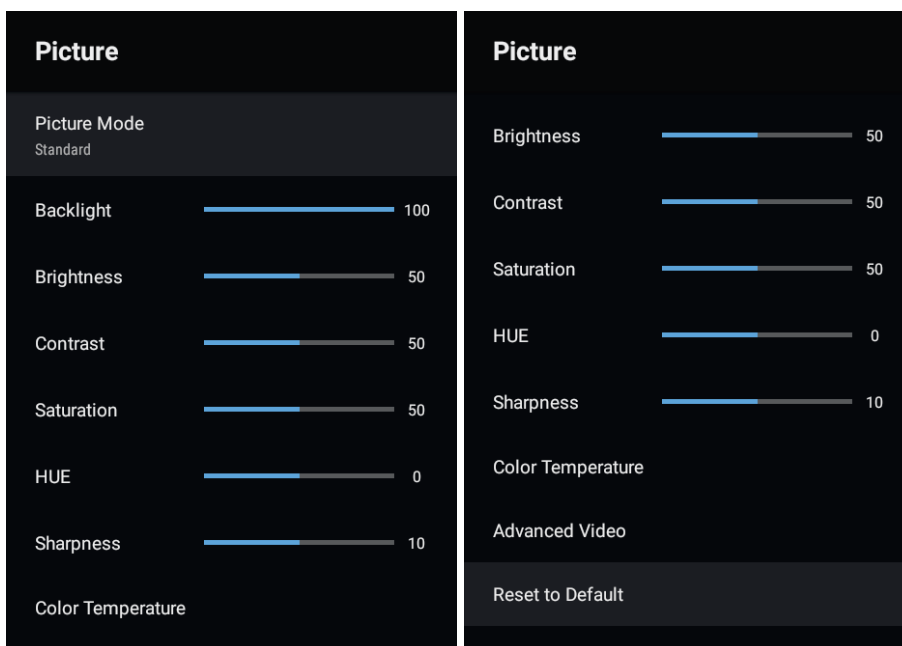 Picture
Picture Mode
Standard
Backlight 100
Brightness 50
Contrast 50
Saturation 50
HUE 0
Sharpness 10
Color Temperature
Picture
Brightness 50
Contrast 50
Saturation 50
HUE 0
Sharpness 10
Color Temperature
Advanced Video
Reset to Default